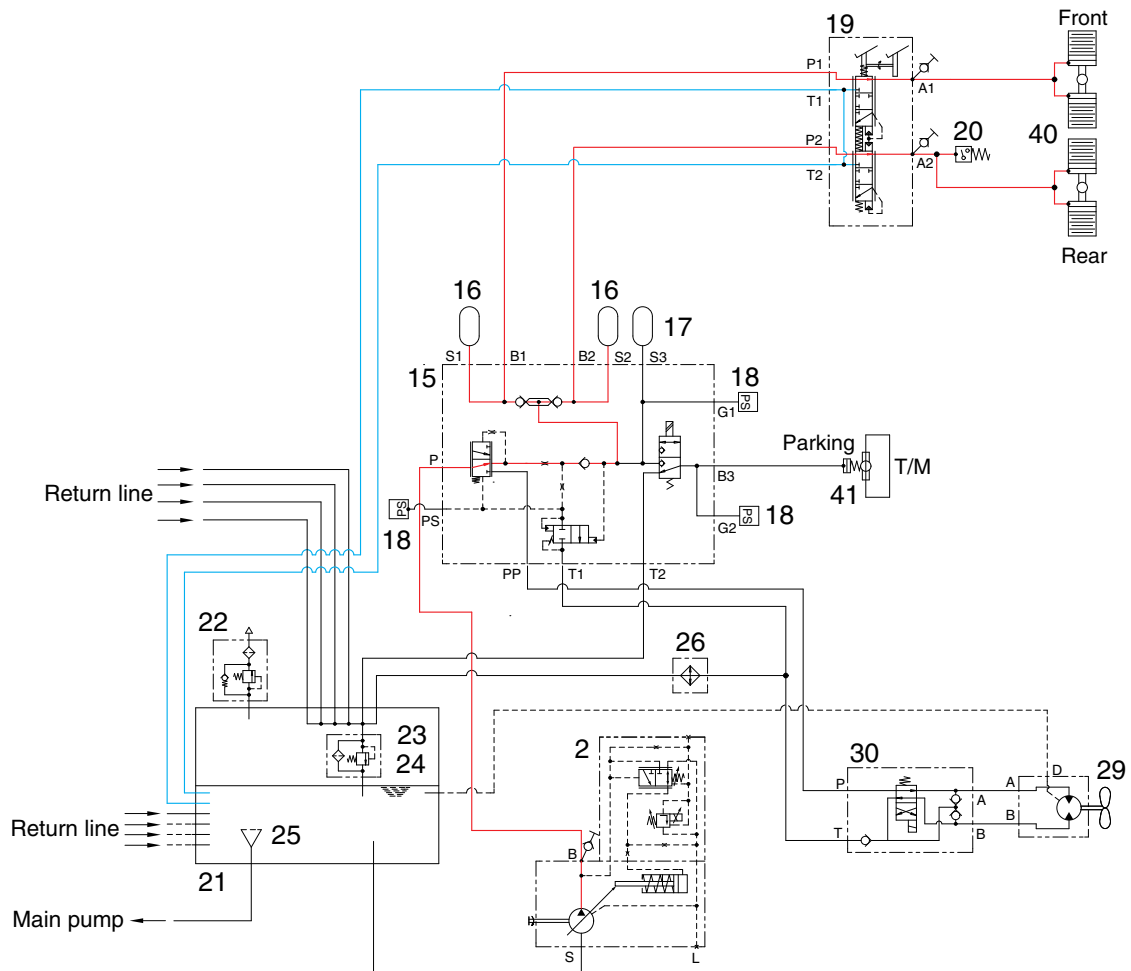 19
Front
P1
A1
T1
20
40
P2
A2
T2
Rear
16
16
17
S1
B1
B2
S2
S3
15
18
PS
G1
P
Parking
T/M
B3
41
Return line
PS
PS
18
PS
18
G2
PP
T1
T2
22
26
23
24
2
30
D
29
P
A
A
B
B
T
Return line
25
B
21
Main pump
S
L